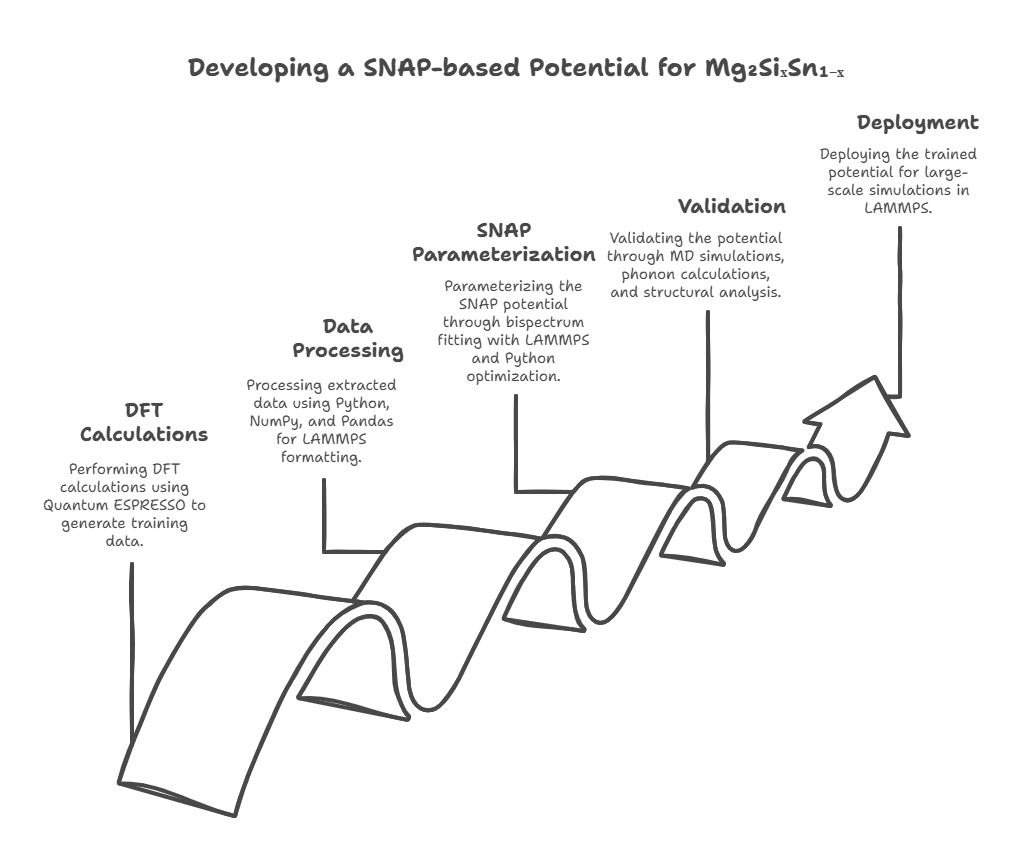 Developing a SNAP-based Potential for Mg₂SiₓSn₁₋ₓ
DFT
Calculations
Performing DFT
calculations using
Quantum ESPRESSO to
generate training
data.
Data
Processing
Processing extracted
data using Python,
NumPy, and Pandas
for LAMMPS
formatting.
SNAP
Parameterization
Parameterizing the
SNAP potential
through bispectrum
fitting with LAMMPS
and Python
optimization.
Validation
Validating the potential
through MD simulations,
phonon calculations,
and structural analysis.
Deployment
Deploying the trained
potential for large-
scale simulations in
LAMMPS.